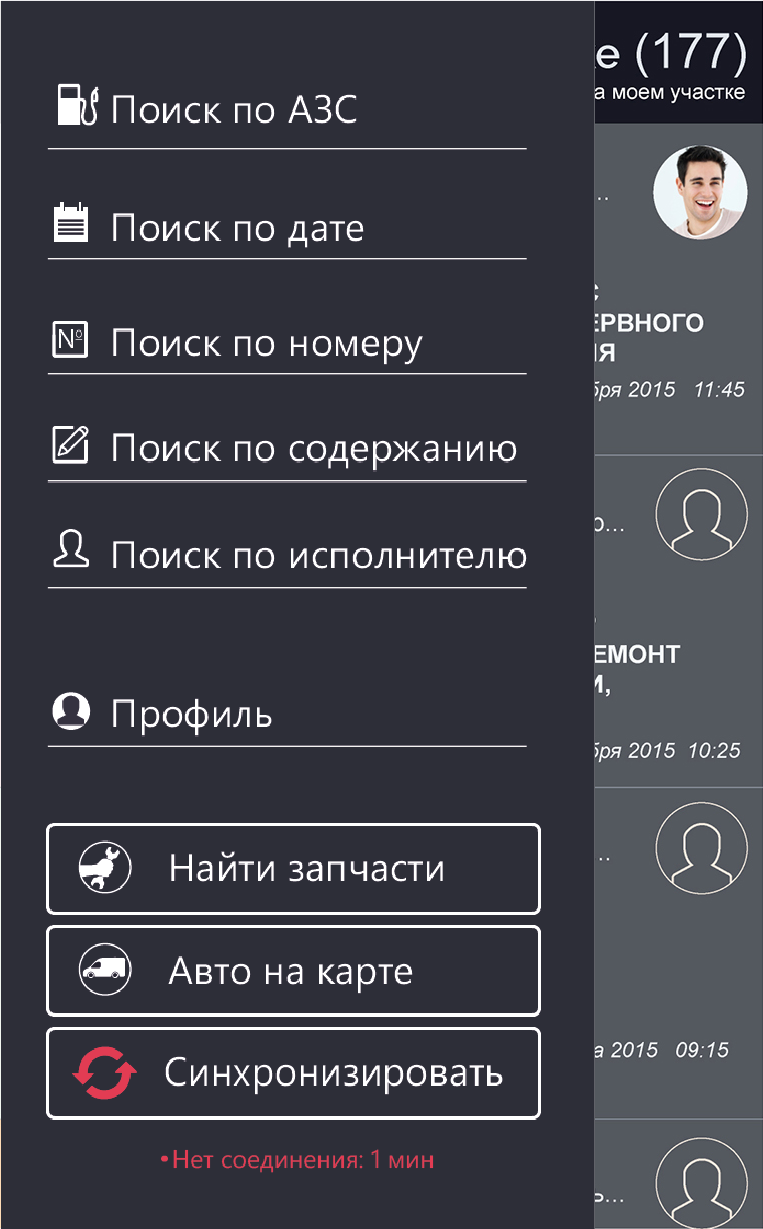 Поиск по АЗС
Поиск по дате
№ Поиск по номеру
Поиск по содержанию
Поиск по исполнителю
Профиль
Найти запчасти
Авто на карте
Синхронизировать
•Нет соединения: 1 мин
е (177)
а моем участке
..
ЕРВНОГО
ИЯ
бря 2015 11:45
о...
ЕМОНТ
И,
бря 2015 10:25
..
а 2015 09:15
ь...